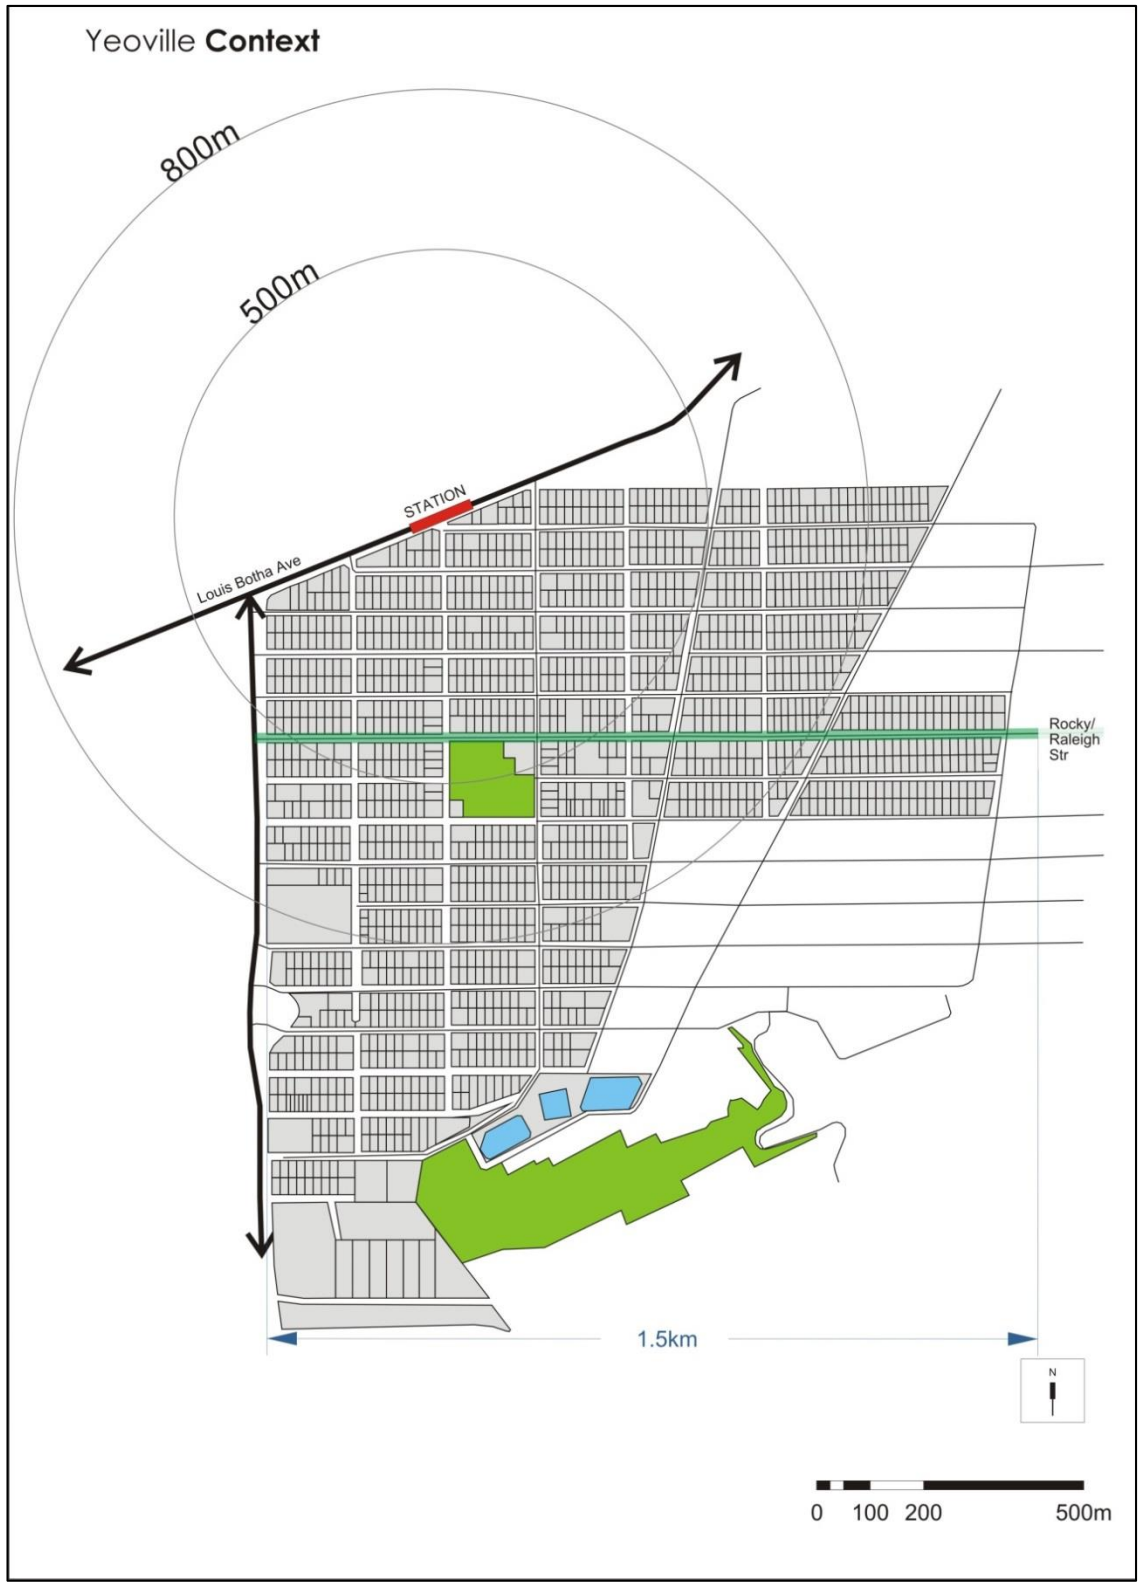 Yeoville Context
800m
500m
STATION
Louis Botha Ave
Rocky/
Raleigh
Str
1.5km
N
0 100 200 500m